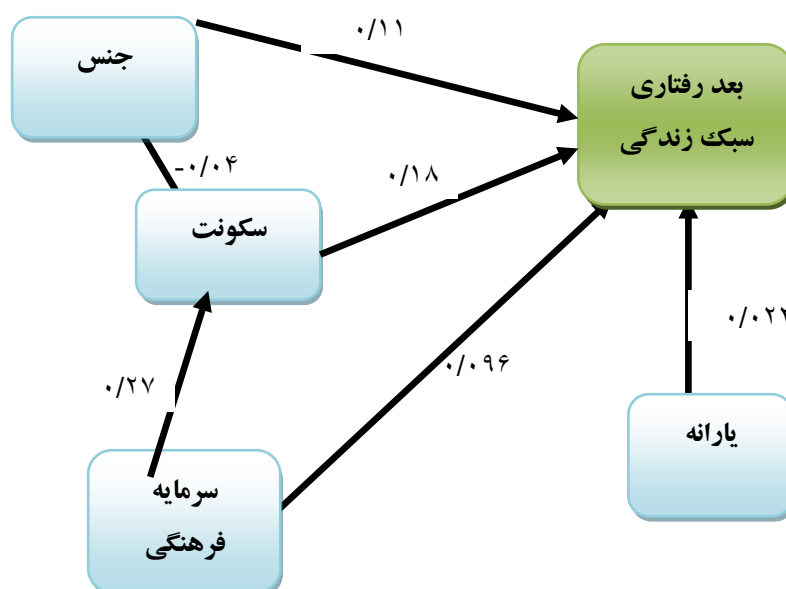 ۰/۱۱
جنس
بعد رفتاری
سبک زندگی
-۰/۰۴
۰/۱۸
سکونت
۰/۰۲۲
۰/۲۷
۰/۰۹۶
یارانه
سرمایه
فرهنگی